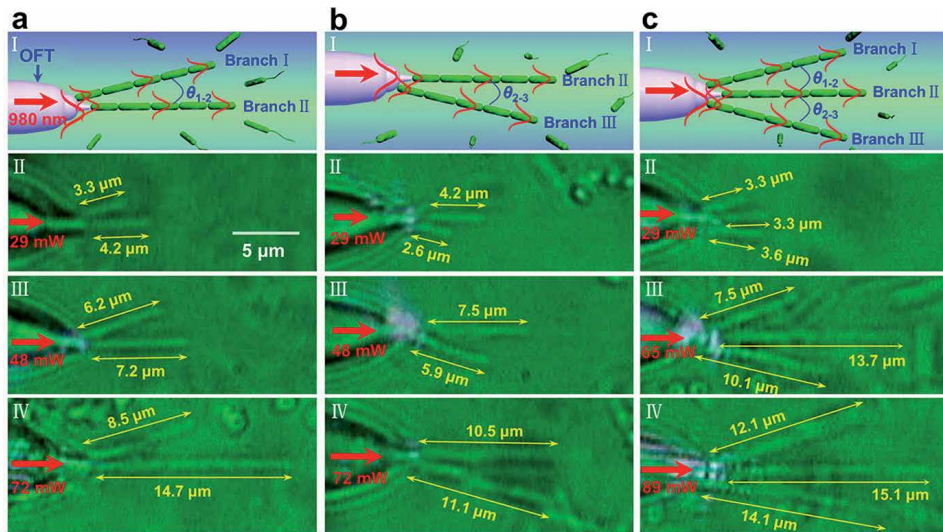 a
I
OFT
980 nm
Branch I
θ1-2
Branch II
II
3.3 μm
29 mW
4.2 μm
5 μm
III
6.2 μm
48 mW
7.2 μm
IV
8.5 μm
72 mW
14.7 μm
b
I
Branch II
θ2-3
Branch III
II
4.2 μm
29 mW
2.6 μm
III
7.5 μm
48 mW
5.9 μm
IV
10.5 μm
72 mW
11.1 μm
c
I
Branch I
θ1-2
Branch II
θ2-3
Branch III
II
3.3 μm
29 mW
3.3 μm
3.6 μm
III
7.5 μm
65 mW
13.7 μm
10.1 μm
IV
12.1 μm
89 mW
15.1 μm
14.1 μm